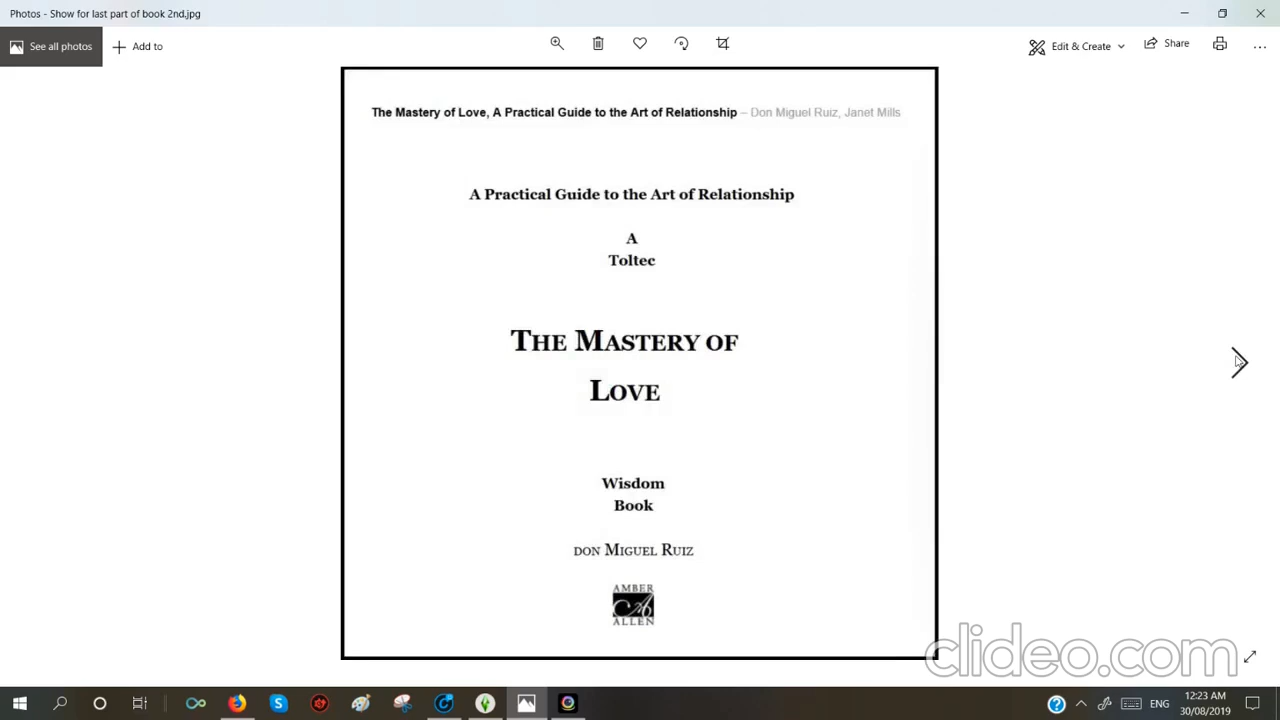 Photos - Show for last part of book 2nd.jpg
See all photos
Add to
Edit & Create
Share
The Mastery of Love, A Practical Guide to the Art of Relationship – Don Miguel Ruiz, Janet Mills
A Practical Guide to the Art of Relationship
A
Toltec
THE MASTERY OF
LOVE
Wisdom
Book
DON MIGUEL RUIZ
AMBER
A
ALLEN
clideo.com
ENG
12:23 AM
30/08/2019